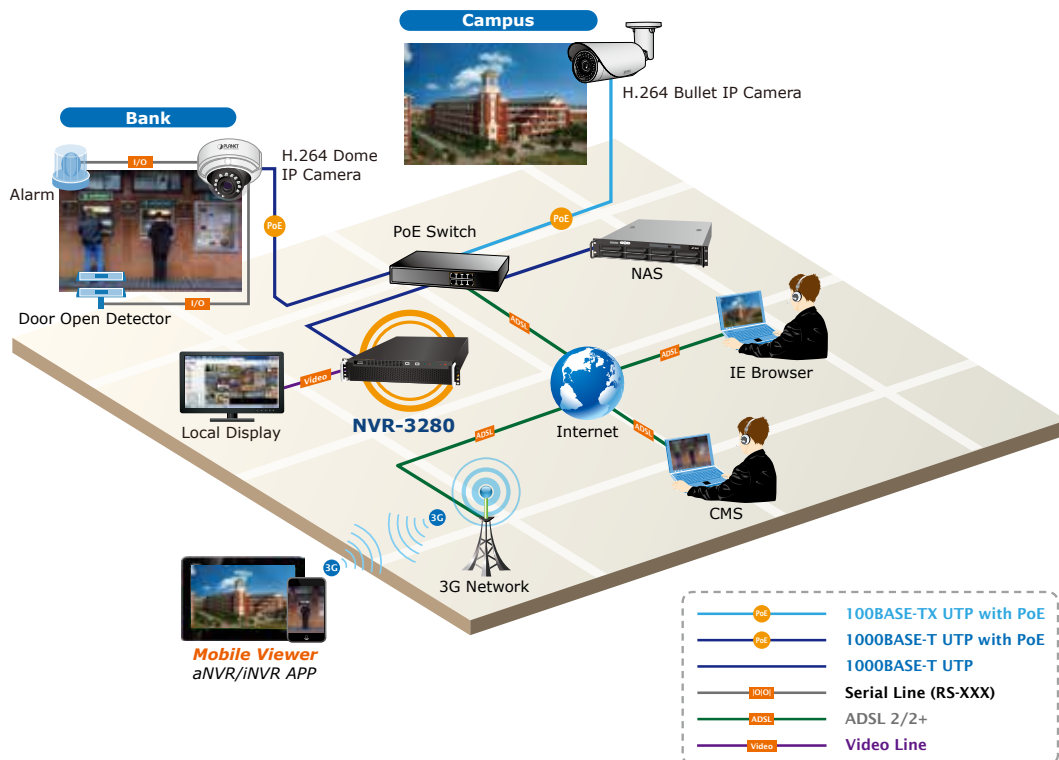 Campus
H.264 Bullet IP Camera
Bank
PLANET
H.264 Dome
IP Camera
I/O
Alarm
PoE
PoE
PoE Switch
NAS
I/O
Door Open Detector
ADSL
ADSL
IE Browser
Video
Local Display
NVR-3280
Internet
ADSL
ADSL
CMS
3G
3G
3G Network
Mobile Viewer
aNVR/iNVR APP
PoE
100BASE-TX UTP with PoE
PoE
1000BASE-T UTP with PoE
1000BASE-T UTP
|O|O|
Serial Line (RS-XXX)
ADSL
ADSL 2/2+
Video
Video Line